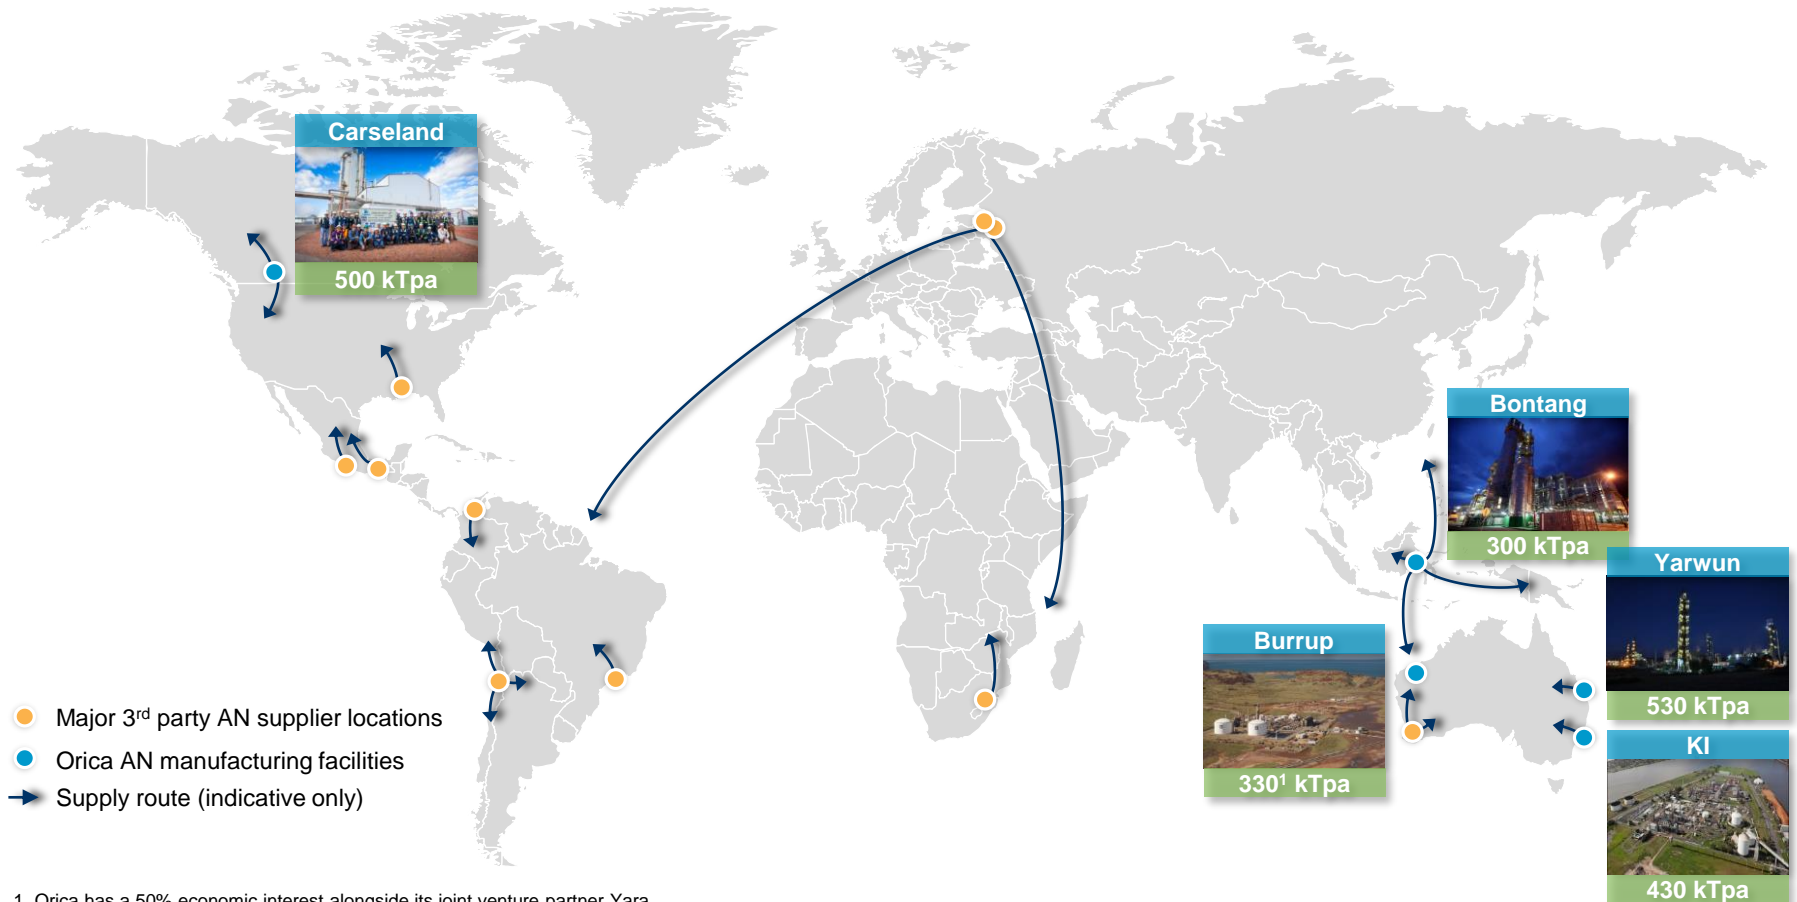 Carseland
500 kTpa
Bontang
300 kTpa
Yarwun
530 kTpa
Burrup
330¹ kTpa
KI
430 kTpa
Major 3rd party AN supplier locations
Orica AN manufacturing facilities
Supply route (indicative only)
1. Orica has a 50% economic interest alongside its joint venture partner Yara